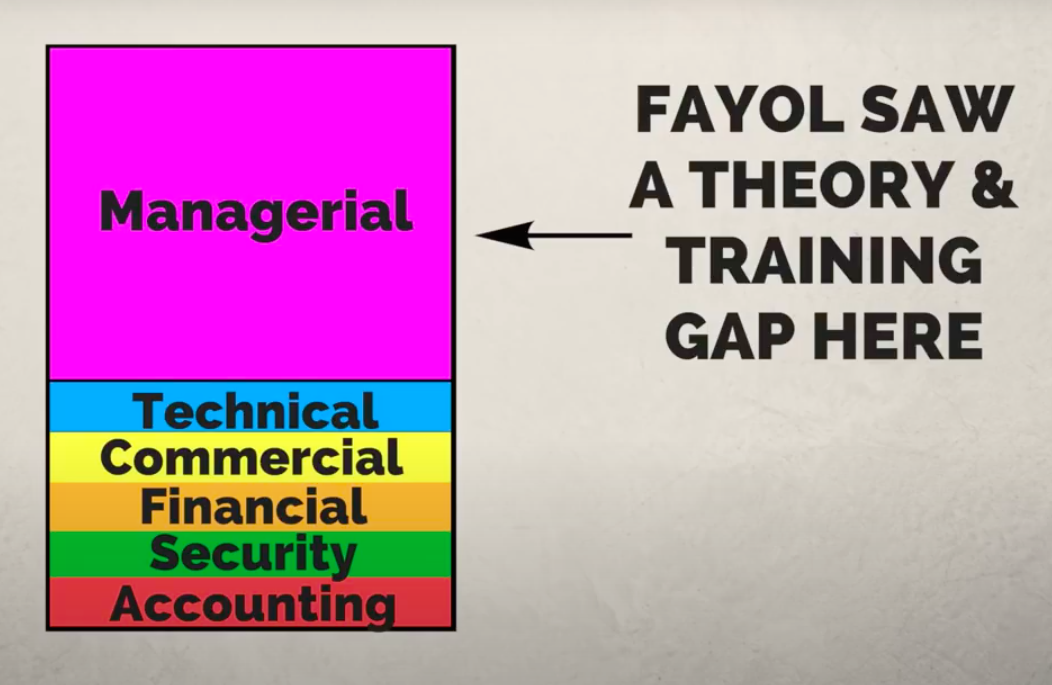 Managerial
FAYOL SAW
A THEORY &
TRAINING
GAP HERE
Technical
Commercial
Financial
Security
Accounting